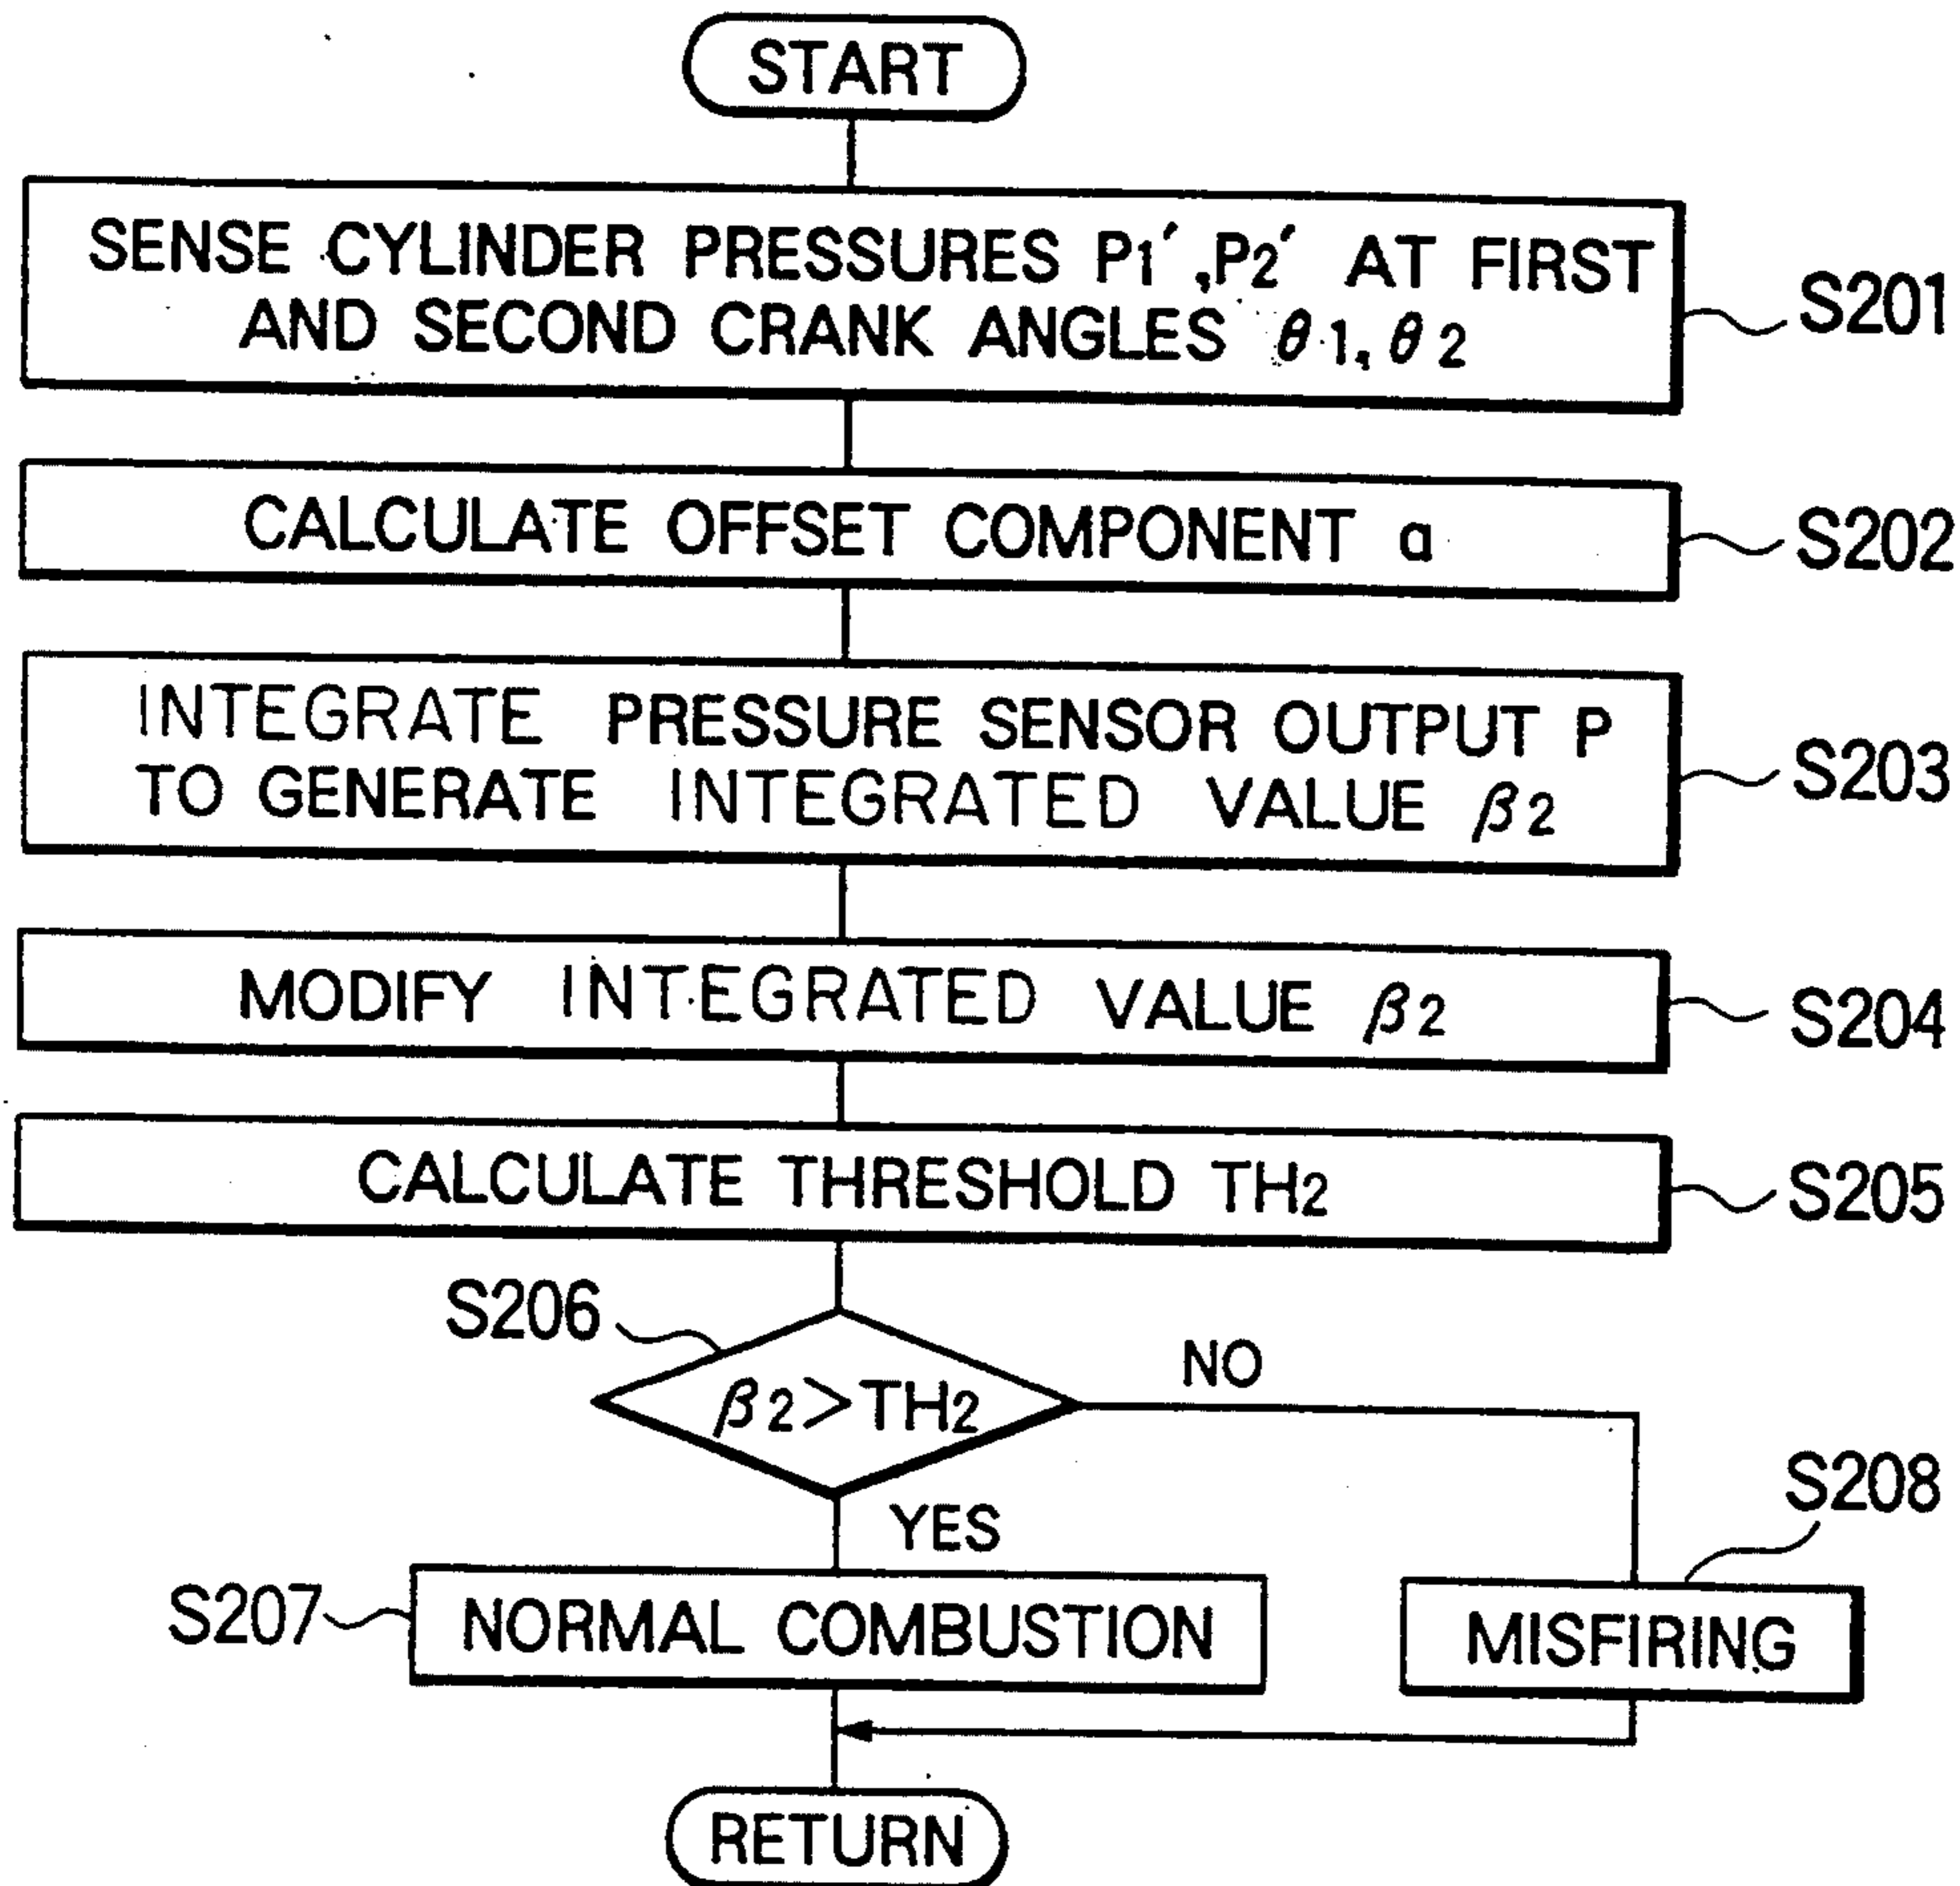 START
SENSE CYLINDER PRESSURES P1′,P2′ AT FIRST
AND SECOND CRANK ANGLES θ1,θ2
S201
CALCULATE OFFSET COMPONENT a
S202
INTEGRATE PRESSURE SENSOR OUTPUT P
TO GENERATE INTEGRATED VALUE β2
S203
MODIFY INTEGRATED VALUE β2
S204
CALCULATE THRESHOLD TH2
S205
S206
β2>TH2
NO
YES
S208
S207
NORMAL COMBUSTION
MISFIRING
RETURN